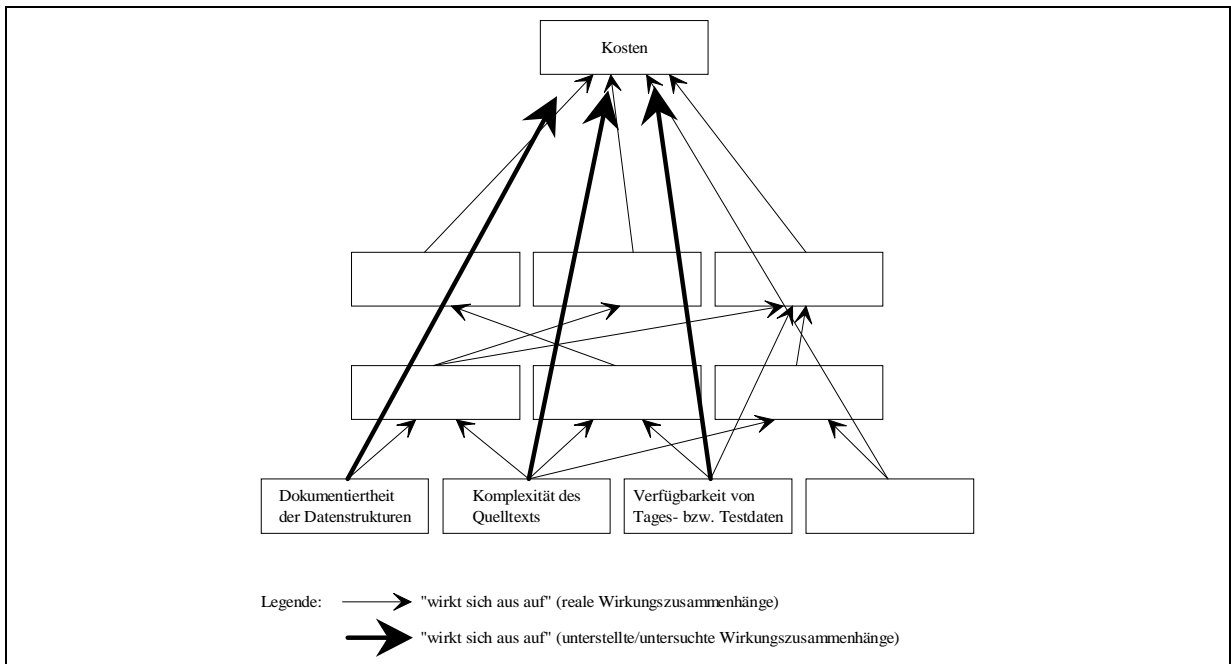 Kosten
Dokumentiertheit
der Datenstrukturen
Komplexität des
Quelltexts
Verfügbarkeit von
Tages- bzw. Testdaten
Legende:
"wirkt sich aus auf" (reale Wirkungszusammenhänge)
"wirkt sich aus auf" (unterstellte/untersuchte Wirkungszusammenhänge)